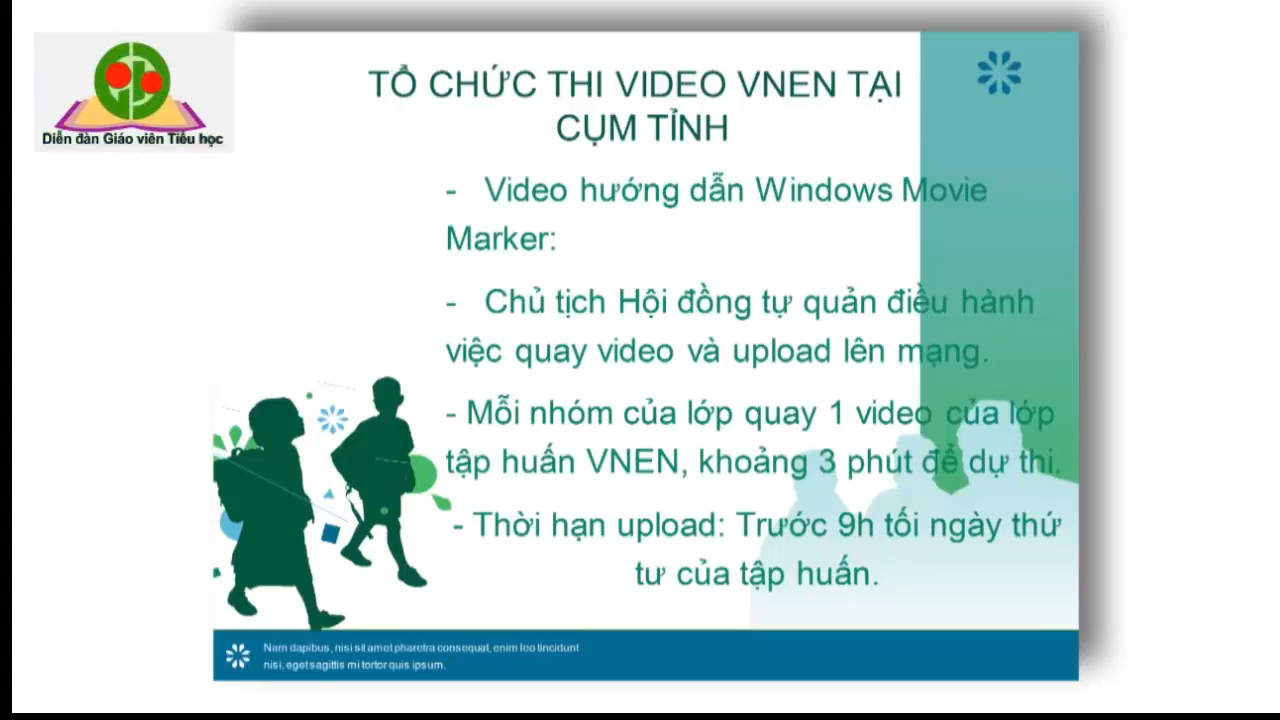 Diễn đàn Giáo viên Tiểu học
TỔ CHỨC THI VIDEO VNEN TẠI
CỤM TỈNH
- Video hướng dẫn Windows Movie
Marker:
- Chủ tịch Hội đồng tự quản điều hành
việc quay video và upload lên mạng.
- Mỗi nhóm của lớp quay 1 video của lớp
tập huấn VNEN, khoảng 3 phút để dự thi.
- Thời hạn upload: Trước 9h tối ngày thứ
tư của tập huấn.
Nam dapibus, nisi sit amet pharetra consequat, enim leo tincidunt
nisi, eget sagittis mi tortor quis ipsum.